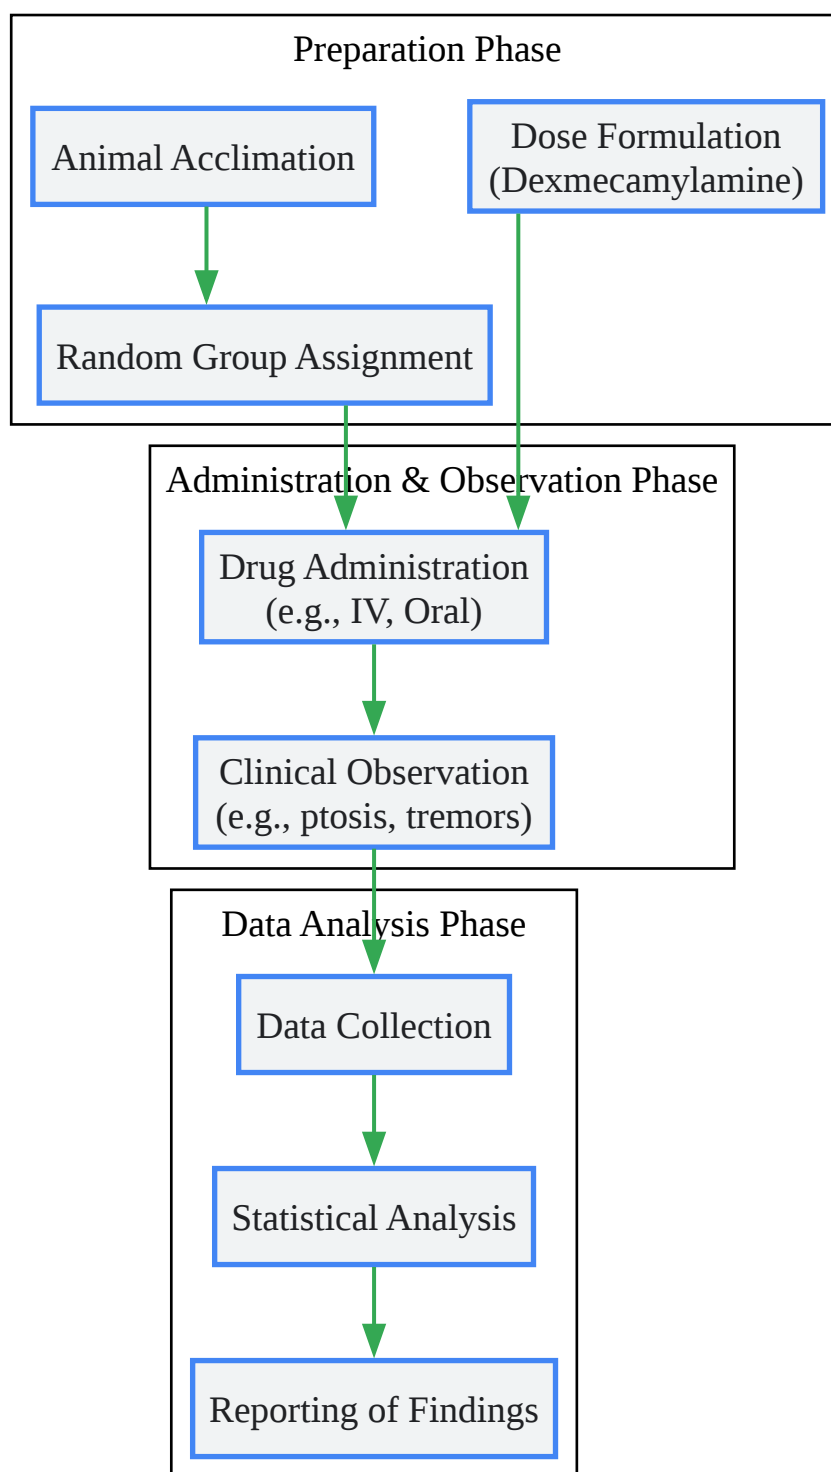 Preparation Phase
Animal Acclimation
Dose Formulation
(Dexmecamylamine)
Random Group Assignment
Administration & Observation Phase
Drug Administration
(e.g., IV, Oral)
Clinical Observation
(e.g., ptosis, tremors)
Data Analysis Phase
Data Collection
Statistical Analysis
Reporting of Findings